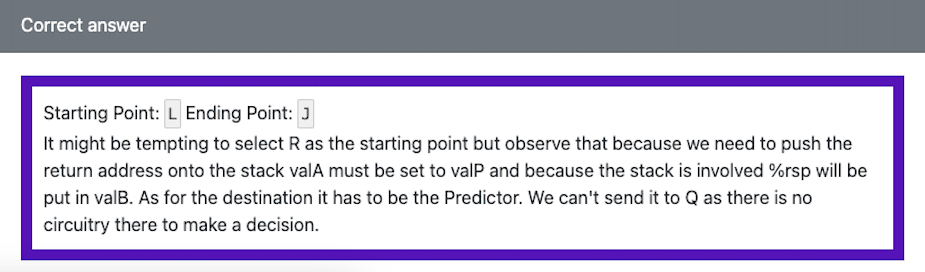 Correct answer
Starting Point: L Ending Point: J
It might be tempting to select R as the starting point but observe that because we need to push the
return address onto the stack valA must be set to valP and because the stack is involved %rsp will be
put in valB. As for the destination it has to be the Predictor. We can't send it to Q as there is no
circuitry there to make a decision.